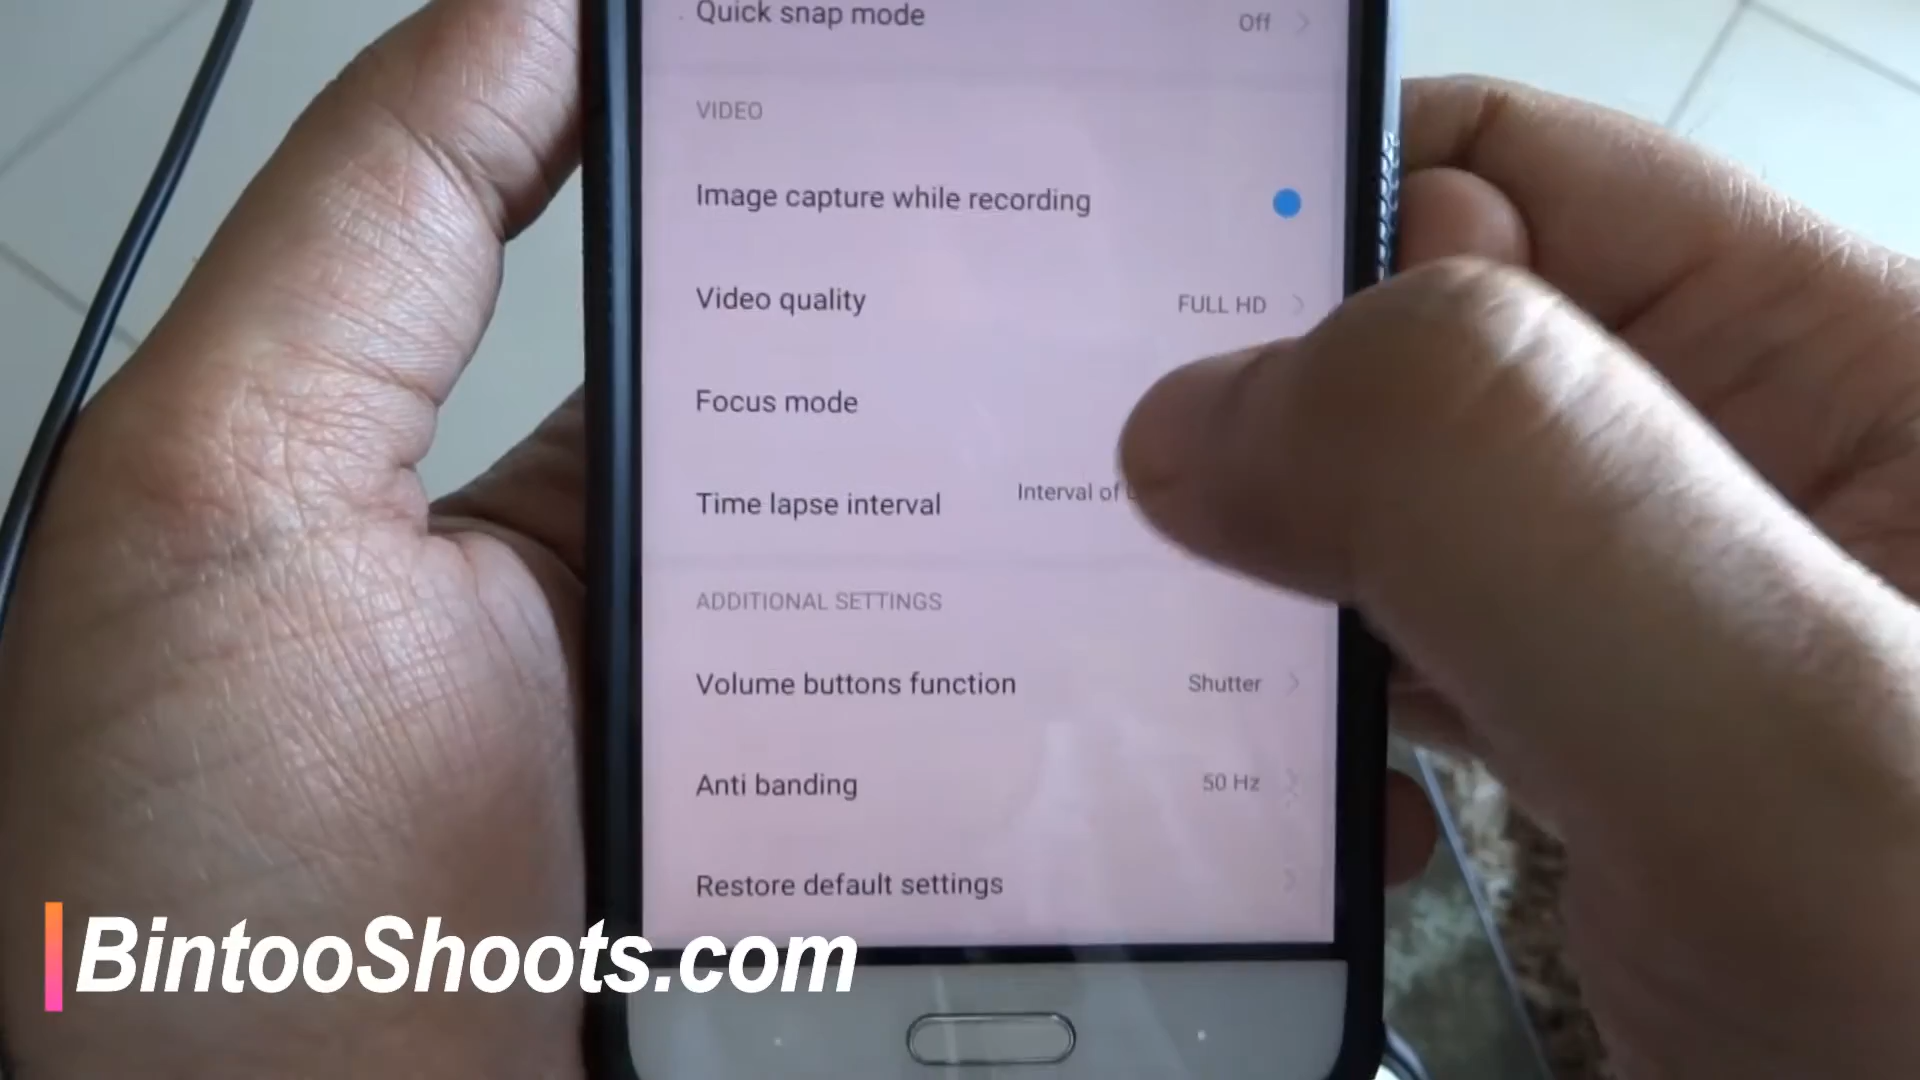 Quick snap mode Off
VIDEO
Image capture while recording
Video quality FULL HD
Focus mode
Time lapse interval Interval of
ADDITIONAL SETTINGS
Volume buttons function Shutter
Anti banding 50 Hz
Restore default settings
BintooShoots.com